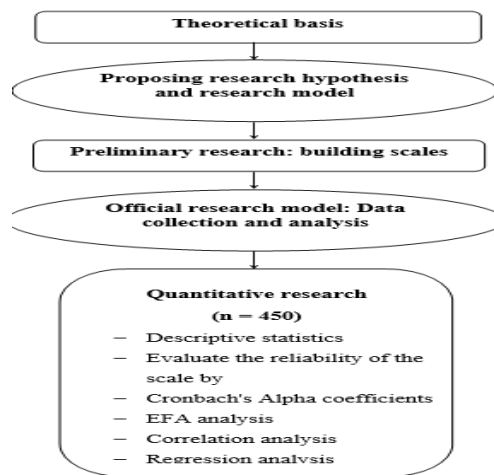 Theoretical basis
Proposing research hypothesis
and research model
Preliminary research: building scales
Official research model: Data
collection and analysis
Quantitative research
(n = 450)
– Descriptive statistics
– Evaluate the reliability of the
scale by
– Cronbach's Alpha coefficients
– EFA analysis
– Correlation analysis
– Regression analysis